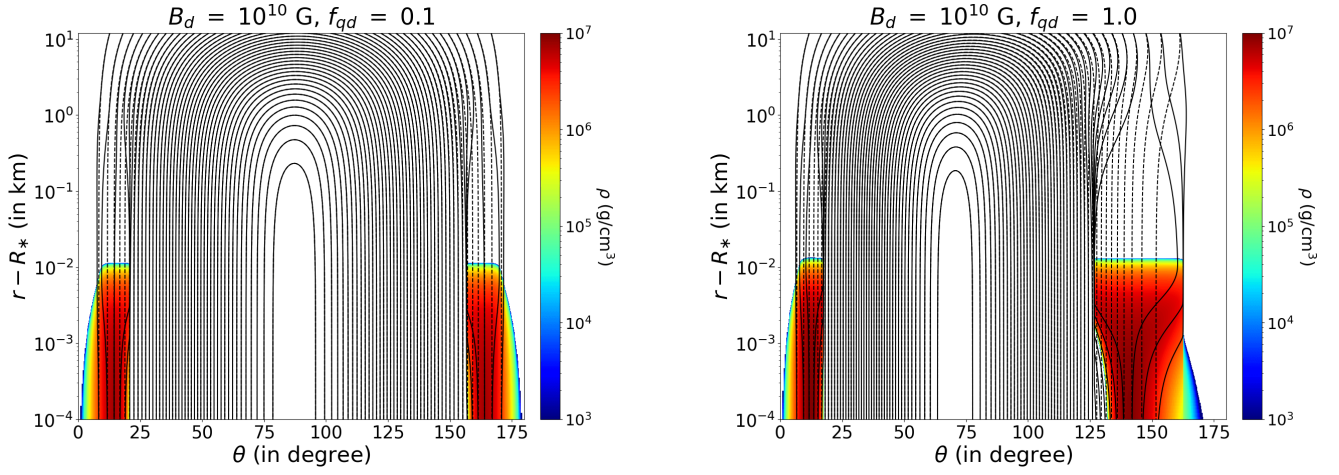 B_d = 10^10 G, f_qd = 0.1
10^1
10^0
10^-1
10^-2
10^-3
10^-4
r − R_* (in km)
0 25 50 75 100 125 150 175
θ (in degree)
10^7
10^6
10^5
10^4
10^3
ρ (g/cm^3)
B_d = 10^10 G, f_qd = 1.0
10^1
10^0
10^-1
10^-2
10^-3
10^-4
r − R_* (in km)
0 25 50 75 100 125 150 175
θ (in degree)
10^7
10^6
10^5
10^4
10^3
ρ (g/cm^3)